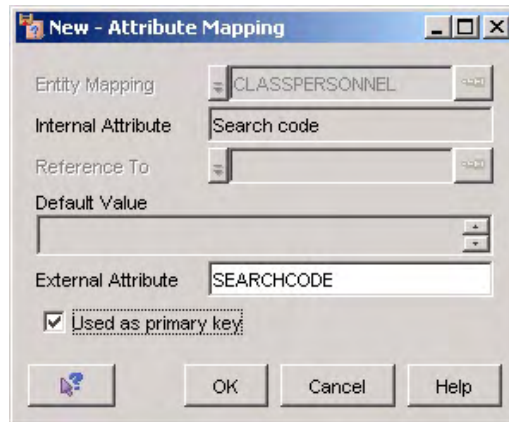 New - Attribute Mapping
Entity Mapping CLASSPERSONNEL
Internal Attribute Search code
Reference To
Default Value
External Attribute SEARCHCODE
Used as primary key
OK Cancel Help